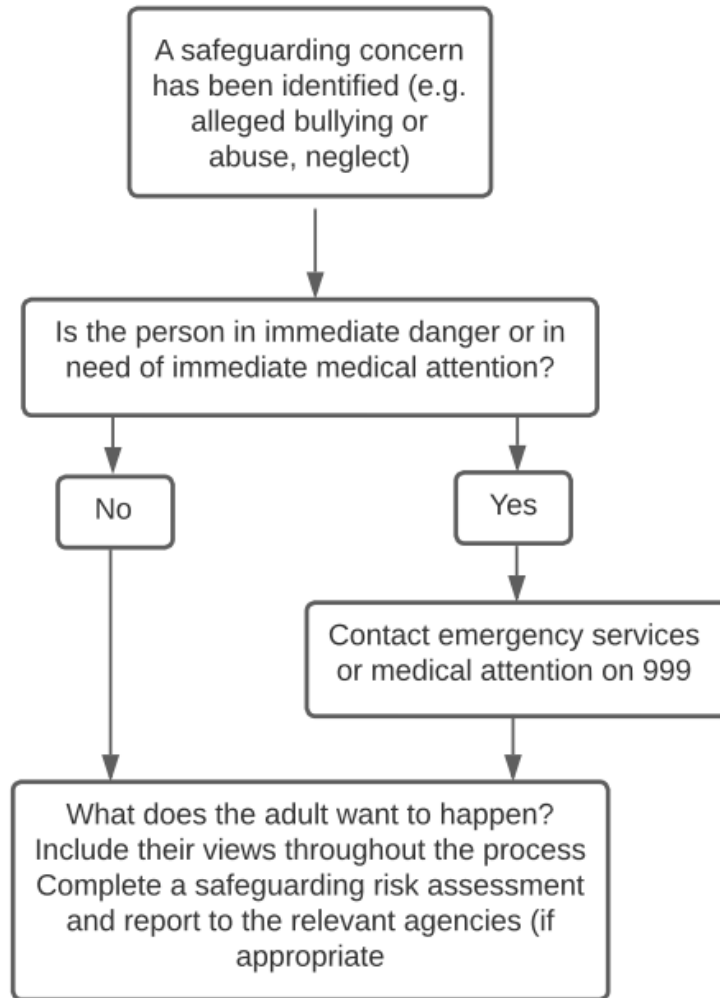 A safeguarding concern
has been identified (e.g.
alleged bullying or
abuse, neglect)
Is the person in immediate danger or in
need of immediate medical attention?
No
Yes
Contact emergency services
or medical attention on 999
What does the adult want to happen?
Include their views throughout the process
Complete a safeguarding risk assessment
and report to the relevant agencies (if
appropriate